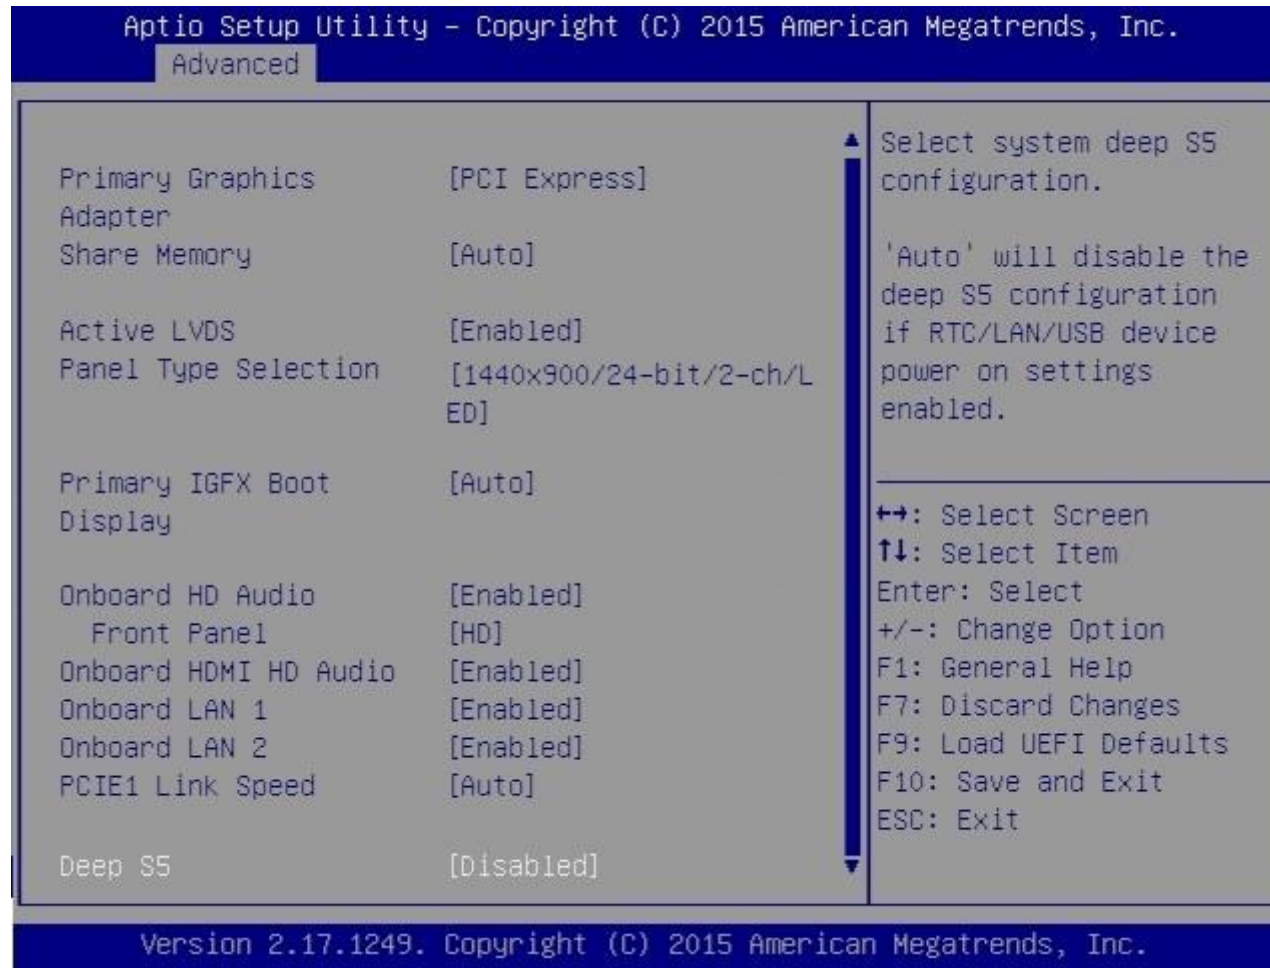 Aptio Setup Utility – Copyright (C) 2015 American Megatrends, Inc.
Advanced
Primary Graphics [PCI Express]
Adapter
Share Memory [Auto]
Active LVDS [Enabled]
Panel Type Selection [1440x900/24-bit/2-ch/L
ED]
Primary IGFX Boot [Auto]
Display
Onboard HD Audio [Enabled]
Front Panel [HD]
Onboard HDMI HD Audio [Enabled]
Onboard LAN 1 [Enabled]
Onboard LAN 2 [Enabled]
PCIE1 Link Speed [Auto]
Deep S5 [Disabled]
Select system deep S5
configuration.
'Auto' will disable the
deep S5 configuration
if RTC/LAN/USB device
power on settings
enabled.
↔: Select Screen
↑↓: Select Item
Enter: Select
+/-: Change Option
F1: General Help
F7: Discard Changes
F9: Load UEFI Defaults
F10: Save and Exit
ESC: Exit
Version 2.17.1249. Copyright (C) 2015 American Megatrends, Inc.